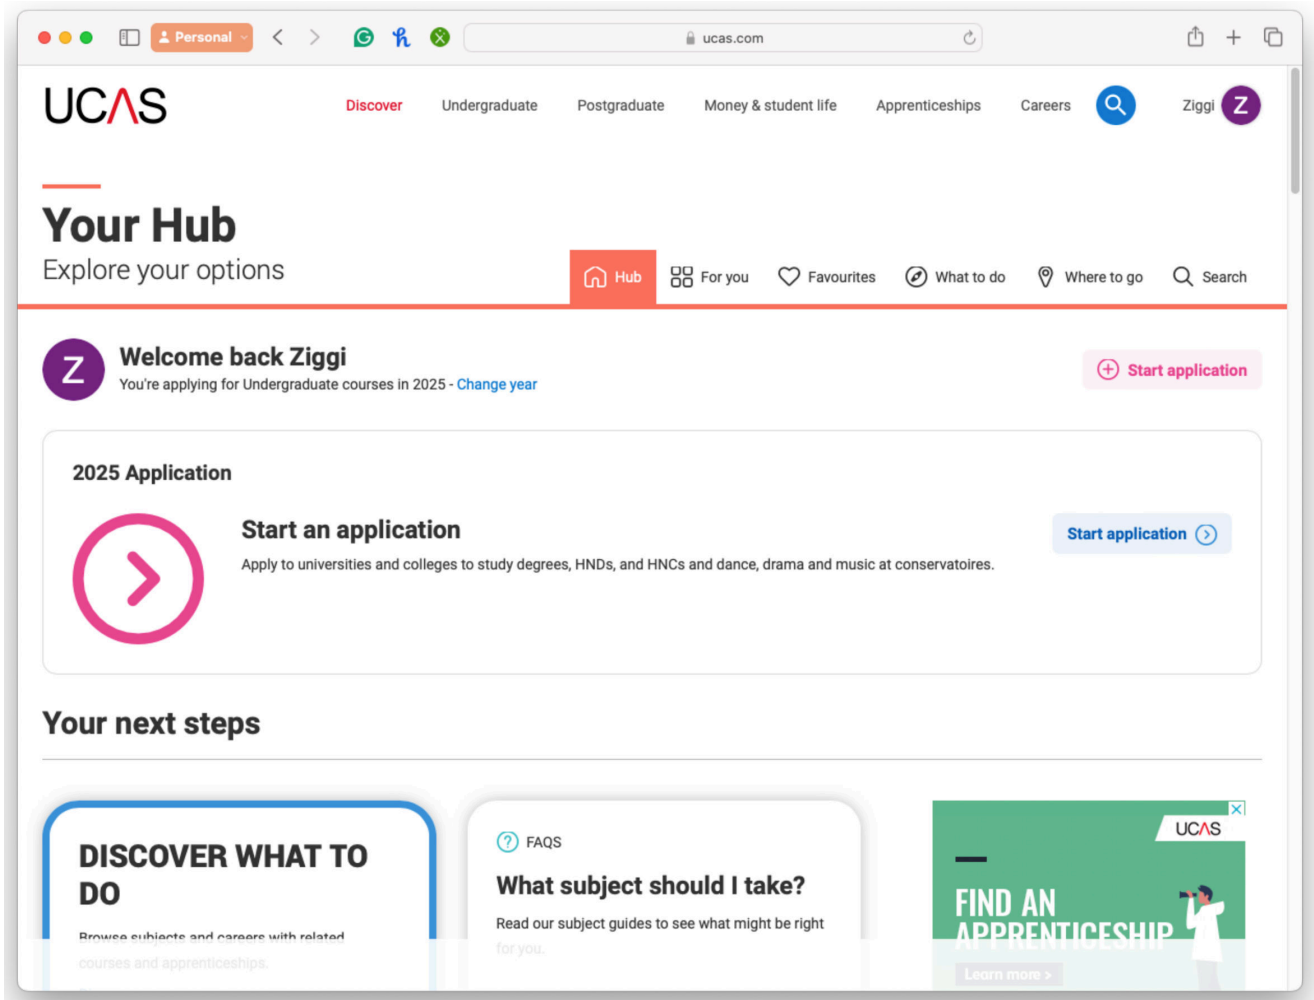 Personal
ucas.com
UCAS
Discover Undergraduate Postgraduate Money & student life Apprenticeships Careers Ziggi Z
Your Hub
Explore your options
Hub For you Favourites What to do Where to go Search
Z
Welcome back Ziggi
You're applying for Undergraduate courses in 2025 - Change year
Start application
2025 Application
Start an application
Apply to universities and colleges to study degrees, HNDs, and HNCs and dance, drama and music at conservatoires.
Start application
Your next steps
DISCOVER WHAT TO
DO
Browse subjects and careers with related
courses and apprenticeships.
FAQS
What subject should I take?
Read our subject guides to see what might be right
for you.
UCAS
FIND AN
APPRENTICESHIP
Learn more >